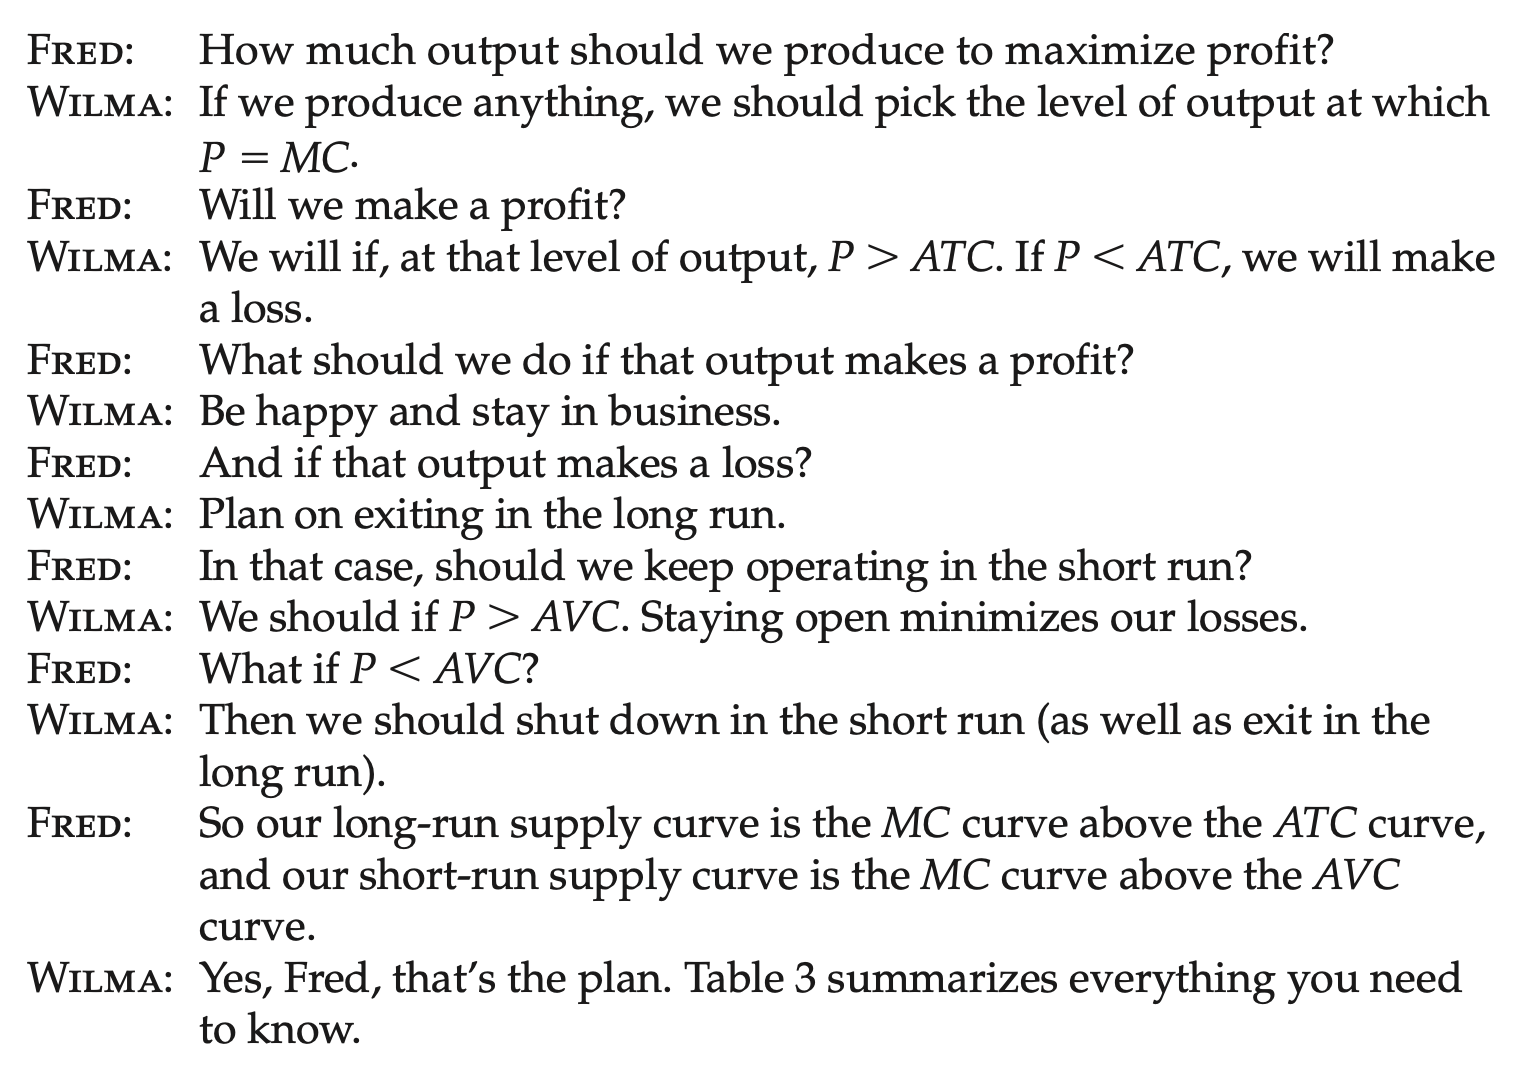 FRED: How much output should we produce to maximize profit?
WILMA: If we produce anything, we should pick the level of output at which
P = MC.
FRED: Will we make a profit?
WILMA: We will if, at that level of output, P > ATC. If P < ATC, we will make
a loss.
FRED: What should we do if that output makes a profit?
WILMA: Be happy and stay in business.
FRED: And if that output makes a loss?
WILMA: Plan on exiting in the long run.
FRED: In that case, should we keep operating in the short run?
WILMA: We should if P > AVC. Staying open minimizes our losses.
FRED: What if P < AVC?
WILMA: Then we should shut down in the short run (as well as exit in the
long run).
FRED: So our long-run supply curve is the MC curve above the ATC curve,
and our short-run supply curve is the MC curve above the AVC
curve.
WILMA: Yes, Fred, that's the plan. Table 3 summarizes everything you need
to know.